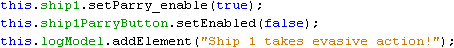 this.ship1.setParry_enable(true);
this.ship1ParryButton.setEnabled(false);
this.logModel.addElement("Ship 1 takes evasive action!");